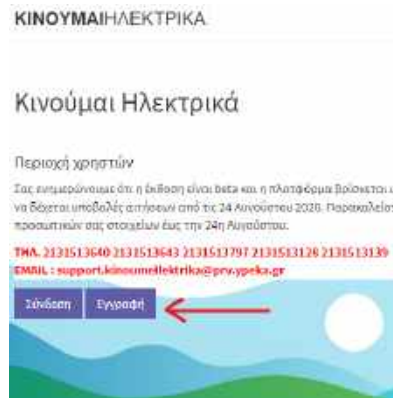 ΚΙΝΟΥΜΑΙΗΛΕΚΤΡΙΚΑ
Κινούμαι Ηλεκτρικά
Περιοχή χρηστών
Σας ενημερώνουμε ότι η έκδοση είναι beta και η πλατφόρμα βρίσκεται
να δέχεται υποβολές αιτήσεων από τις 24 Αυγούστου 2020. Παρακαλείσ
προσωπικών σας στοιχείων έως την 24η Αυγούστου.
ΤΗΛ. 2131513640 2131513643 2131513797 2131513126 2131513139
EMAIL : support.kinoumeilektrika@prv.ypeka.gr
Σύνδεση Εγγραφή